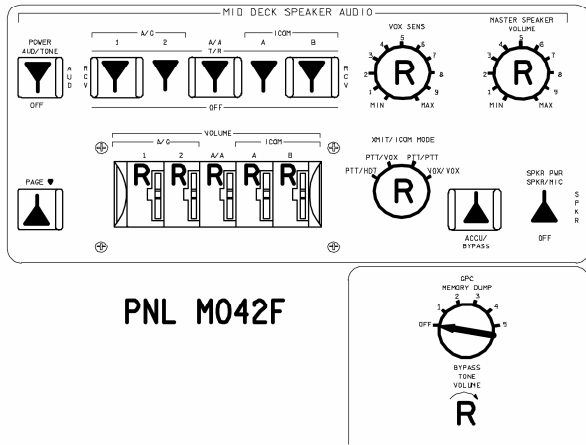 MID DECK SPEAKER AUDIO
POWER
AUD/TONE
OFF
A U D
R C V
A/G
1 2
A/A
T/R
ICOM
A B
OFF
R C V
VOX SENS
MIN 1 2 3 4 5 6 7 8 9 MAX
R
MASTER SPEAKER
VOLUME
MIN 1 2 3 4 5 6 7 8 9 MAX
R
PAGE
VOLUME
A/G ICOM
1 2 A/A A B
R R R R R
XMIT/ICOM MODE
PTT/VOX PTT/PTT
PTT/HOT VOX/VOX
R
ACCU/
BYPASS
SPKR PWR
SPKR/MIC
OFF
S P K R
PNL MO42F
GPC
MEMORY DUMP
OFF 1 2 3 4 5
BYPASS
TONE
VOLUME
R